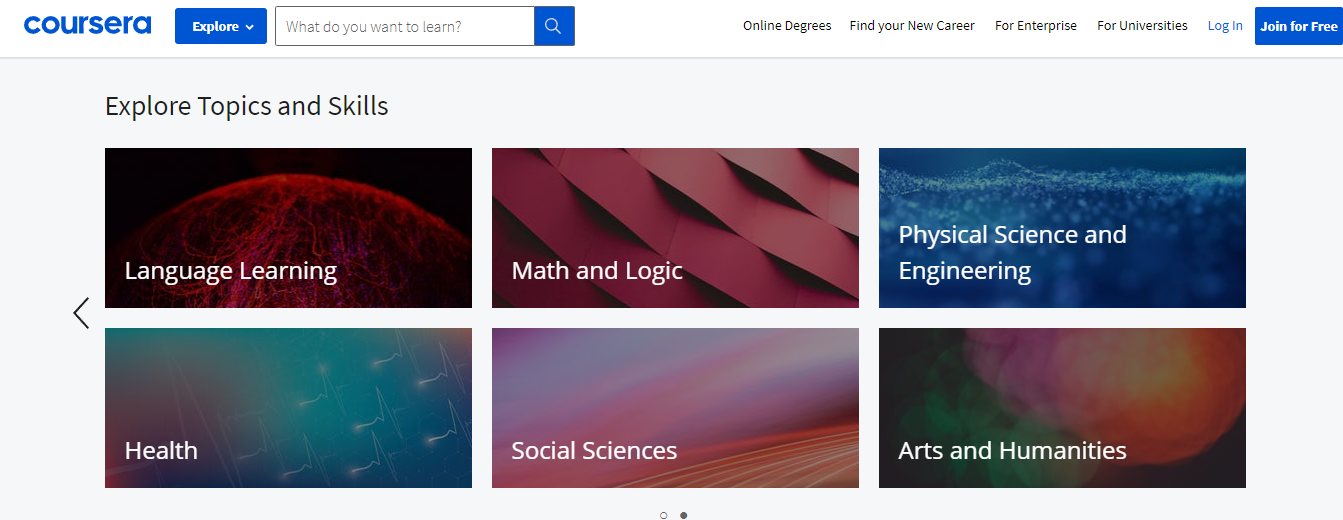 coursera Explore What do you want to learn? Online Degrees Find your New Career For Enterprise For Universities Log In Join for Free
Explore Topics and Skills
Language Learning
Math and Logic
Physical Science and
Engineering
Health
Social Sciences
Arts and Humanities